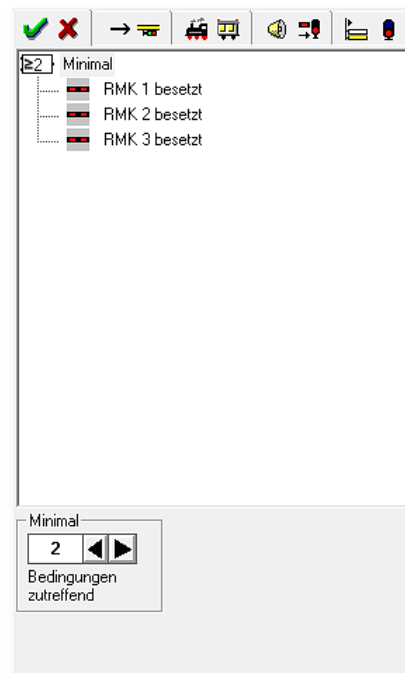 ≥2 Minimal
RMK 1 besetzt
RMK 2 besetzt
RMK 3 besetzt
Minimal
2
Bedingungen
zutreffend